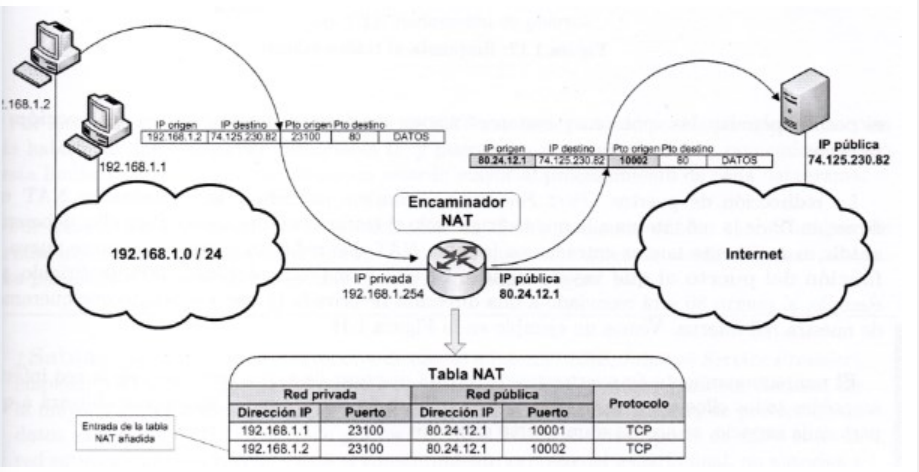 .168.1.2
192.168.1.1
IP origen IP destino Pto origen Pto destino
192.168.1.2 74.125.230.82 23100 80 DATOS
IP origen IP destino Pto origen Pto destino
80.24.12.1 74.125.230.82 10002 80 DATOS
IP pública
74.125.230.82
Encaminador
NAT
192.168.1.0 / 24
Internet
IP privada
192.168.1.254
IP pública
80.24.12.1
Tabla NAT
Red privada Red pública Protocolo
Dirección IP Puerto Dirección IP Puerto
192.168.1.1 23100 80.24.12.1 10001 TCP
192.168.1.2 23100 80.24.12.1 10002 TCP
Entrada de la tabla
NAT añadida